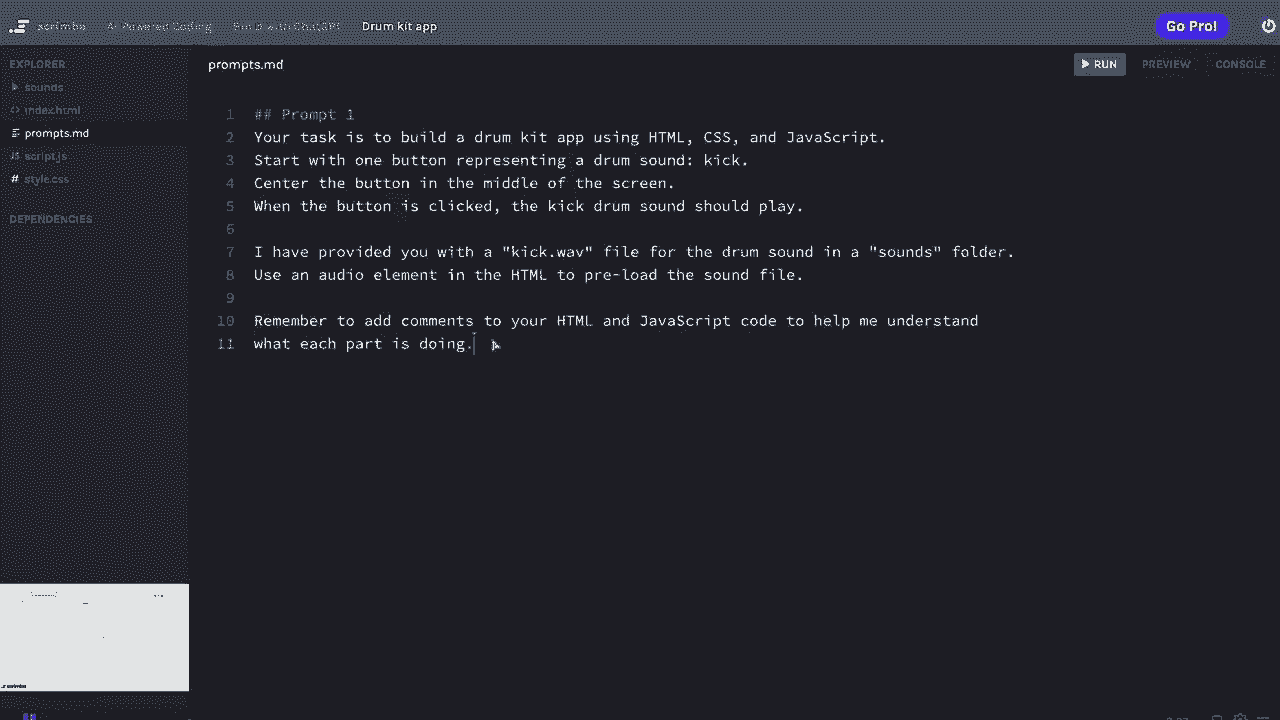 scrimba
AI-Powered Coding
Build with ChatGPT
Drum kit app
Go Pro!
EXPLORER
sounds
index.html
prompts.md
script.js
style.css
DEPENDENCIES
prompts.md
RUN
PREVIEW
CONSOLE
1 ## Prompt 1
2 Your task is to build a drum kit app using HTML, CSS, and JavaScript.
3 Start with one button representing a drum sound: kick.
4 Center the button in the middle of the screen.
5 When the button is clicked, the kick drum sound should play.
6
7 I have provided you with a "kick.wav" file for the drum sound in a "sounds" folder.
8 Use an audio element in the HTML to pre-load the sound file.
9
10 Remember to add comments to your HTML and JavaScript code to help me understand
11 what each part is doing.